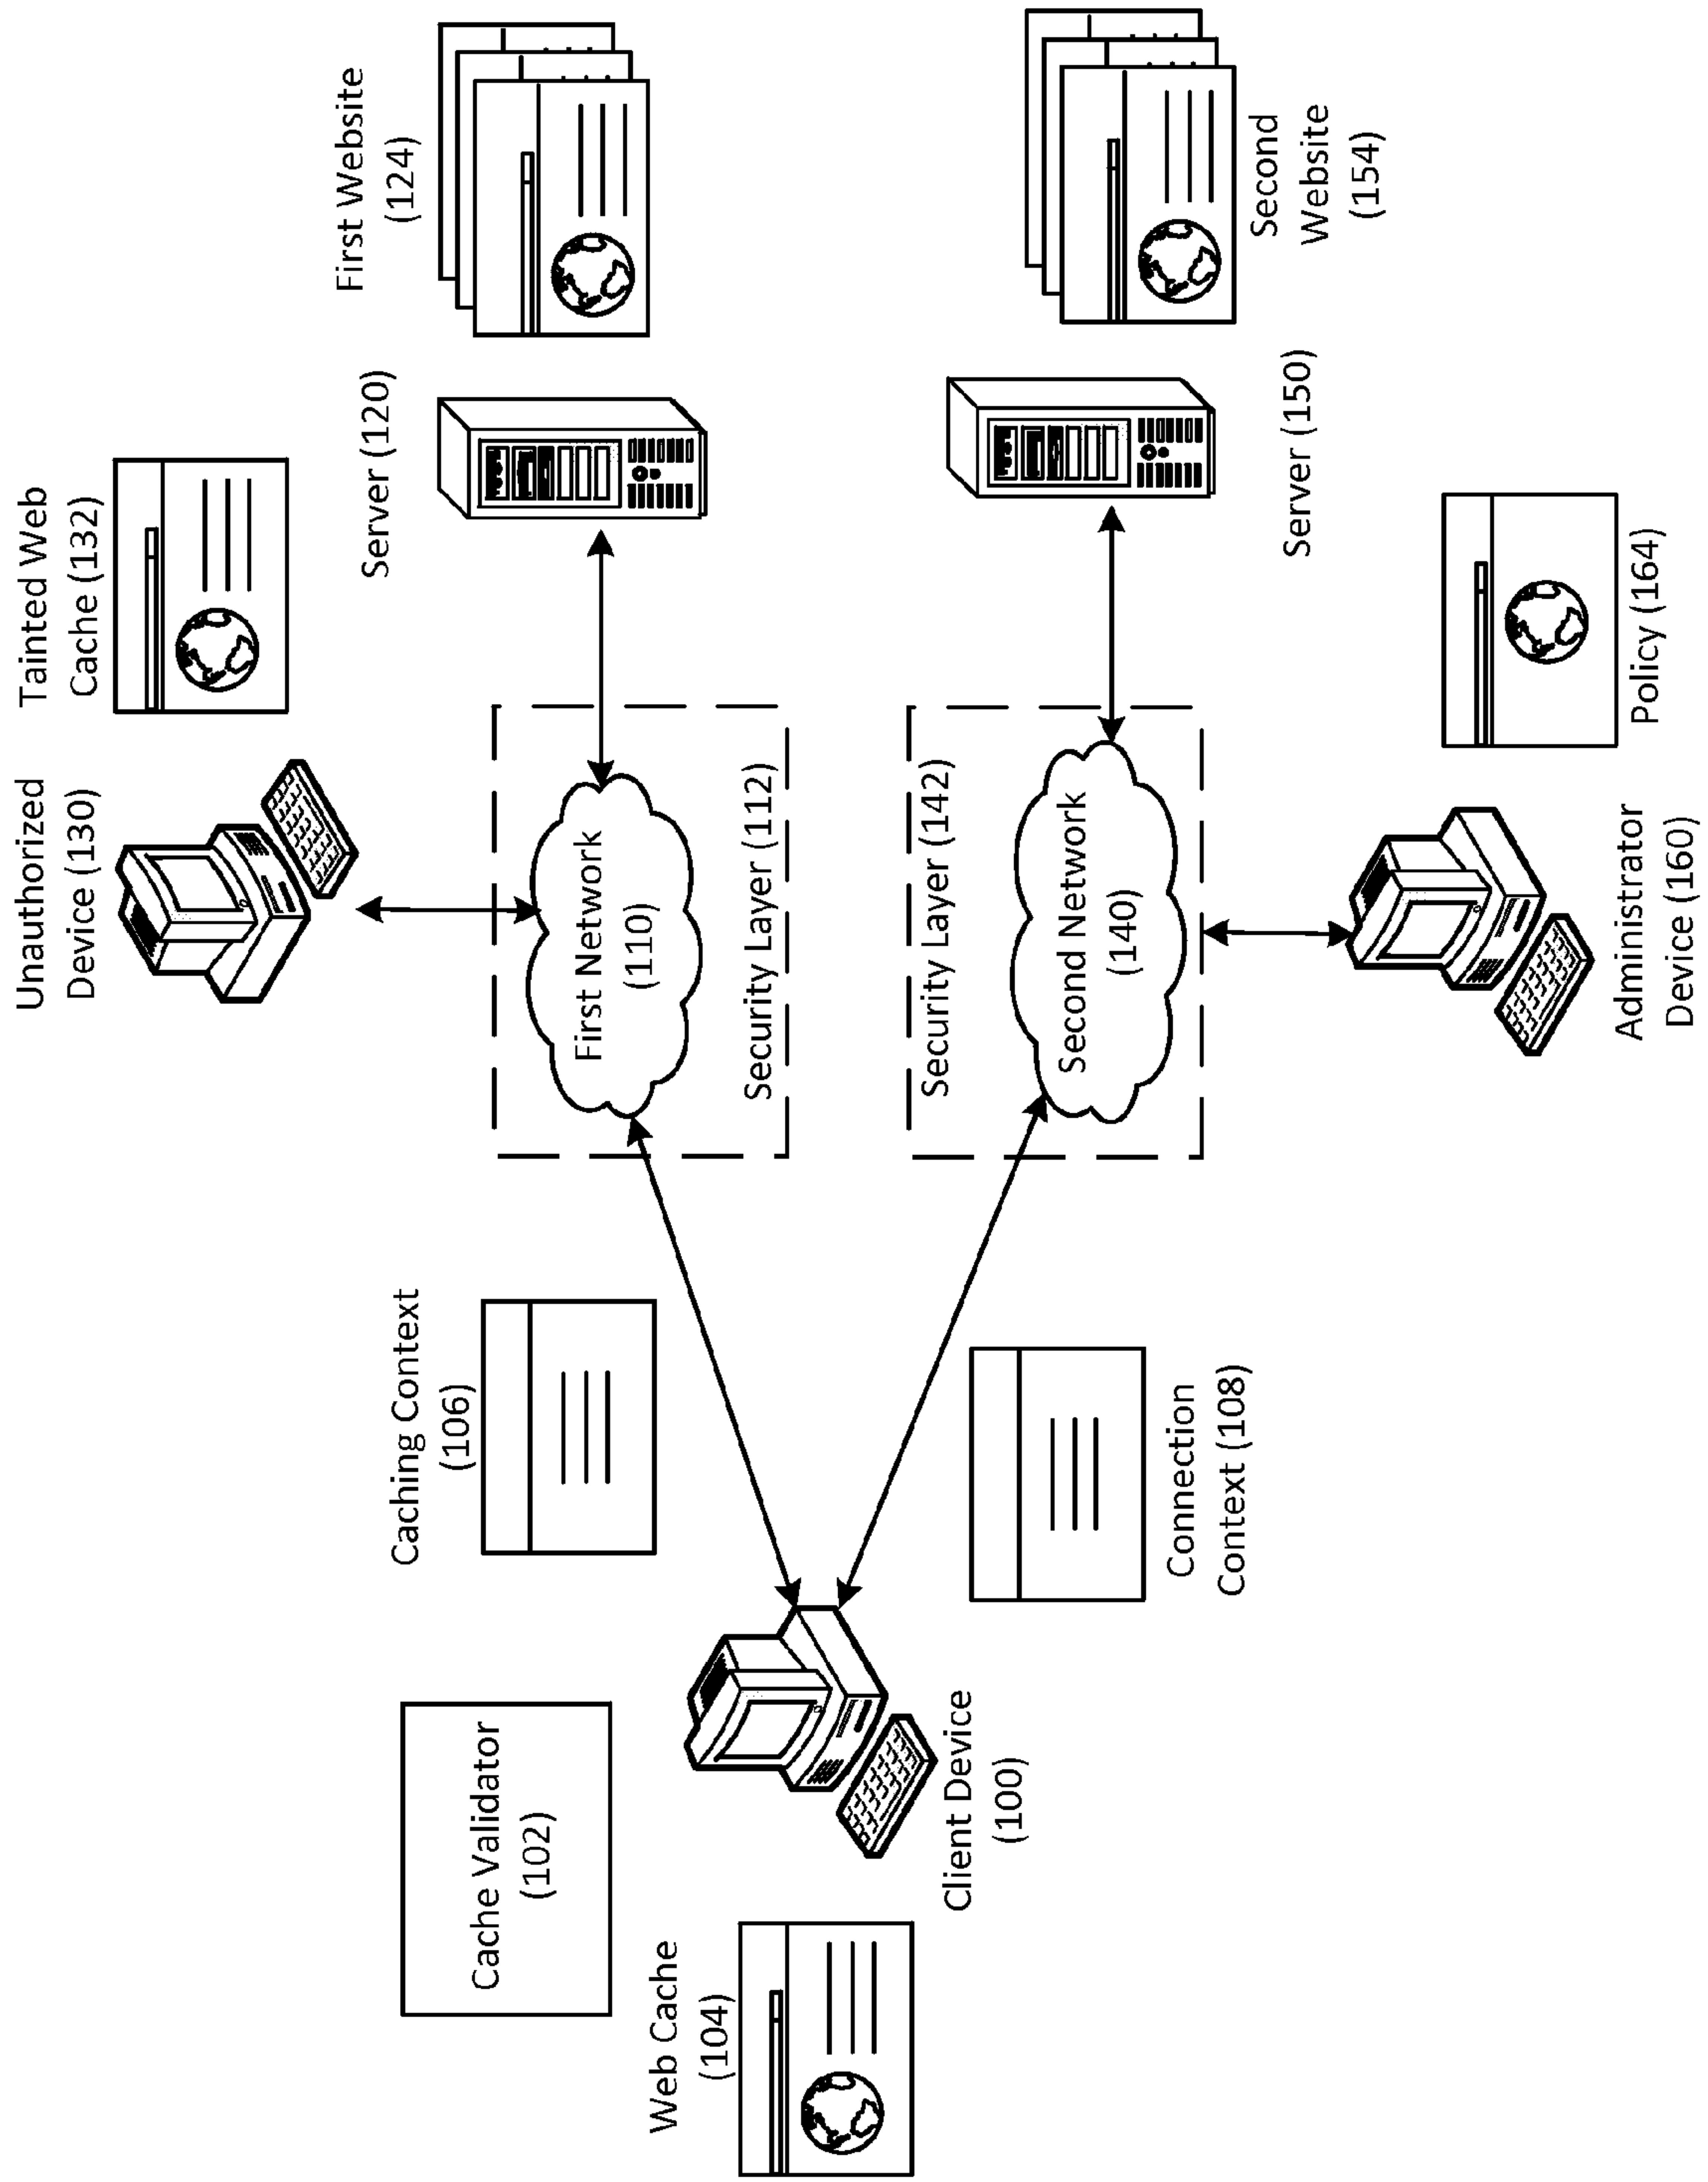 Unauthorized
Device (130)
Tainted Web
Cache (132)
First Website
(124)
Server (120)
Caching Context
(106)
First Network
(110)
Security Layer (112)
Cache Validator
(102)
Web Cache
(104)
Client Device
(100)
Security Layer (142)
Second Network
(140)
Connection
Context (108)
Server (150)
Second
Website
(154)
Administrator
Device (160)
Policy (164)